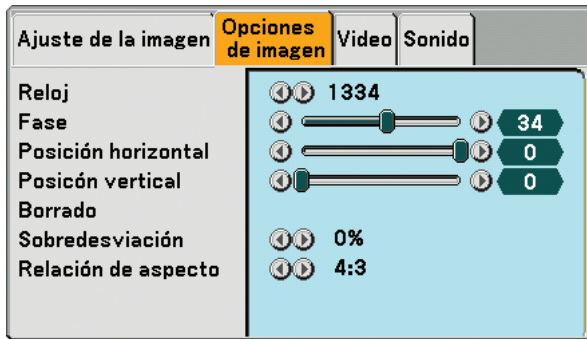 Ajuste de la imagen
Opciones de imagen
Video
Sonido
Reloj 1334
Fase 34
Posición horizontal 0
Posicón vertical 0
Borrado
Sobredesviación 0%
Relación de aspecto 4:3